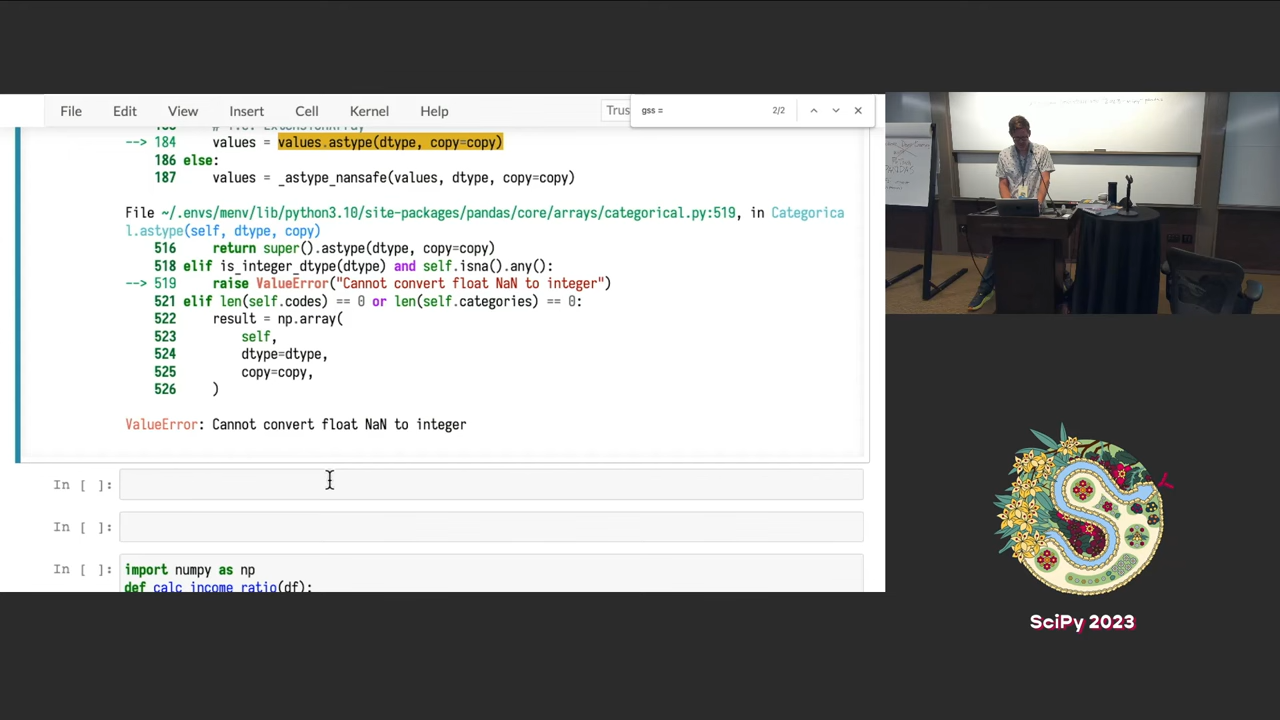 File Edit View Insert Cell Kernel Help Trus gss = 2/2
--> 184 values = values.astype(dtype, copy=copy)
186 else:
187 values = _astype_nansafe(values, dtype, copy=copy)
File ~/.envs/menv/lib/python3.10/site-packages/pandas/core/arrays/categorical.py:519, in Categorica
l.astype(self, dtype, copy)
516 return super().astype(dtype, copy=copy)
518 elif is_integer_dtype(dtype) and self.isna().any():
--> 519 raise ValueError("Cannot convert float NaN to integer")
521 elif len(self.codes) == 0 or len(self.categories) == 0:
522 result = np.array(
523 self,
524 dtype=dtype,
525 copy=copy,
526 )
ValueError: Cannot convert float NaN to integer
In [ ]:
In [ ]:
In [ ]: import numpy as np
def calc_income_ratio(df):
SciPy 2023